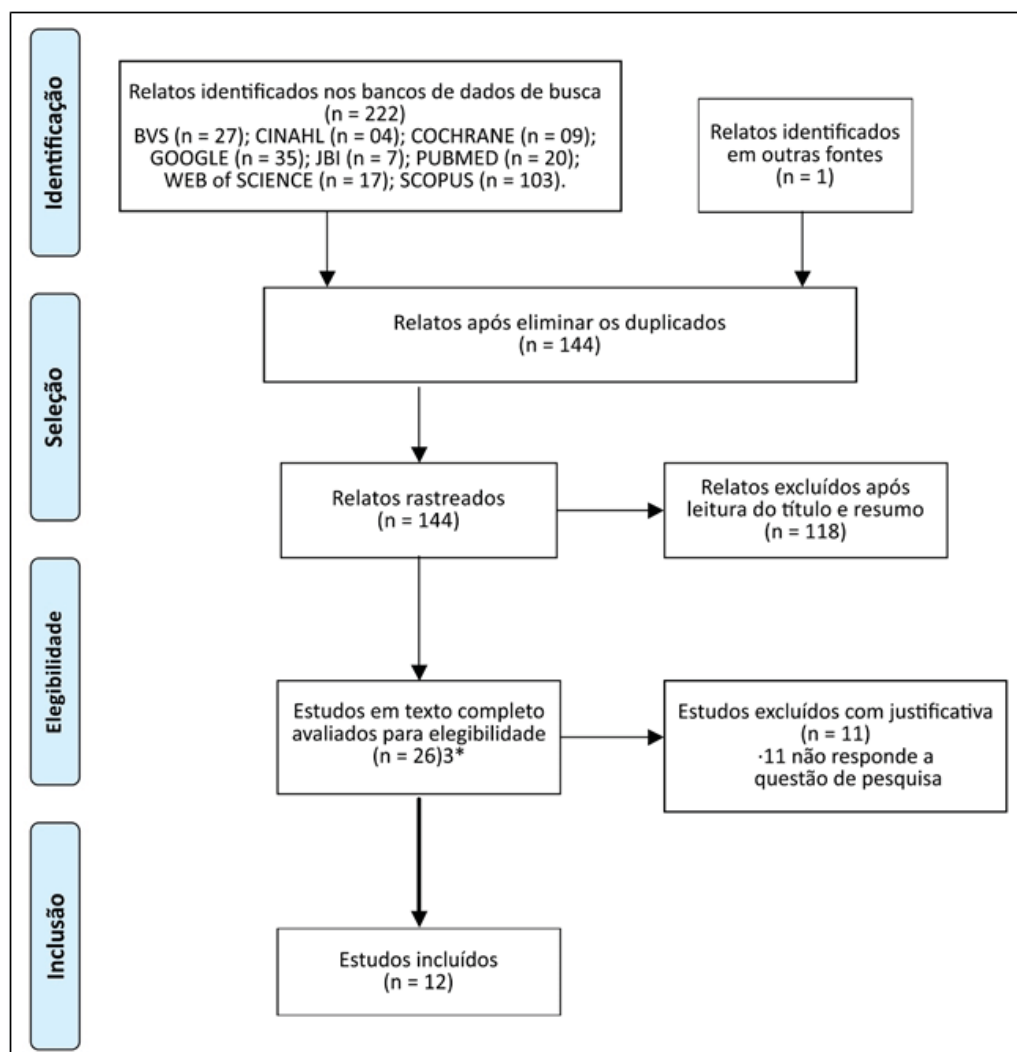 Identificação
Relatos identificados nos bancos de dados de busca
(n = 222)
BVS (n = 27); CINAHL (n = 04); COCHRANE (n = 09);
GOOGLE (n = 35); JBI (n = 7); PUBMED (n = 20);
WEB of SCIENCE (n = 17); SCOPUS (n = 103).
Relatos identificados
em outras fontes
(n = 1)
Seleção
Relatos após eliminar os duplicados
(n = 144)
Relatos rastreados
(n = 144)
Relatos excluídos após
leitura do título e resumo
(n = 118)
Elegibilidade
Estudos em texto completo
avaliados para elegibilidade
(n = 26)3*
Estudos excluídos com justificativa
(n = 11)
·11 não responde a
questão de pesquisa
Inclusão
Estudos incluídos
(n = 12)